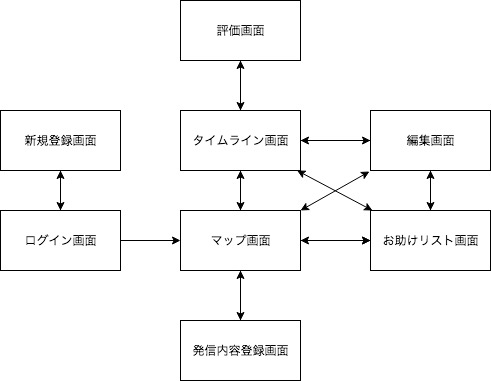 評価画面
新規登録画面
タイムライン画面
編集画面
ログイン画面
マップ画面
お助けリスト画面
発信内容登録画面